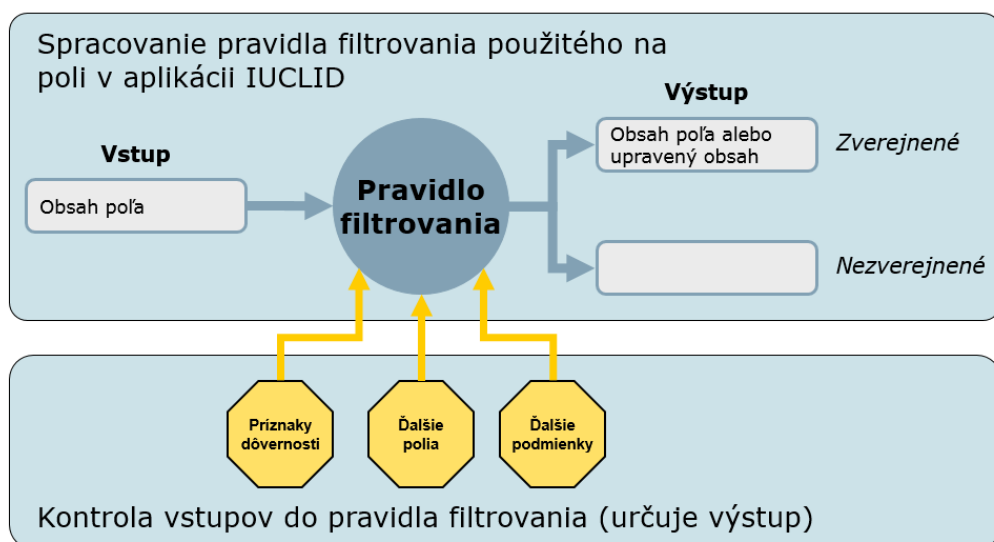 Spracovanie pravidla filtrovania použitého na
poli v aplikácii IUCLID
Vstup
Obsah poľa
Pravidlo
filtrovania
Výstup
Obsah poľa alebo
upravený obsah
Zverejnené
Nezverejnené
Príznaky
dôvernosti
Ďalšie
polia
Ďalšie
podmienky
Kontrola vstupov do pravidla filtrovania (určuje výstup)